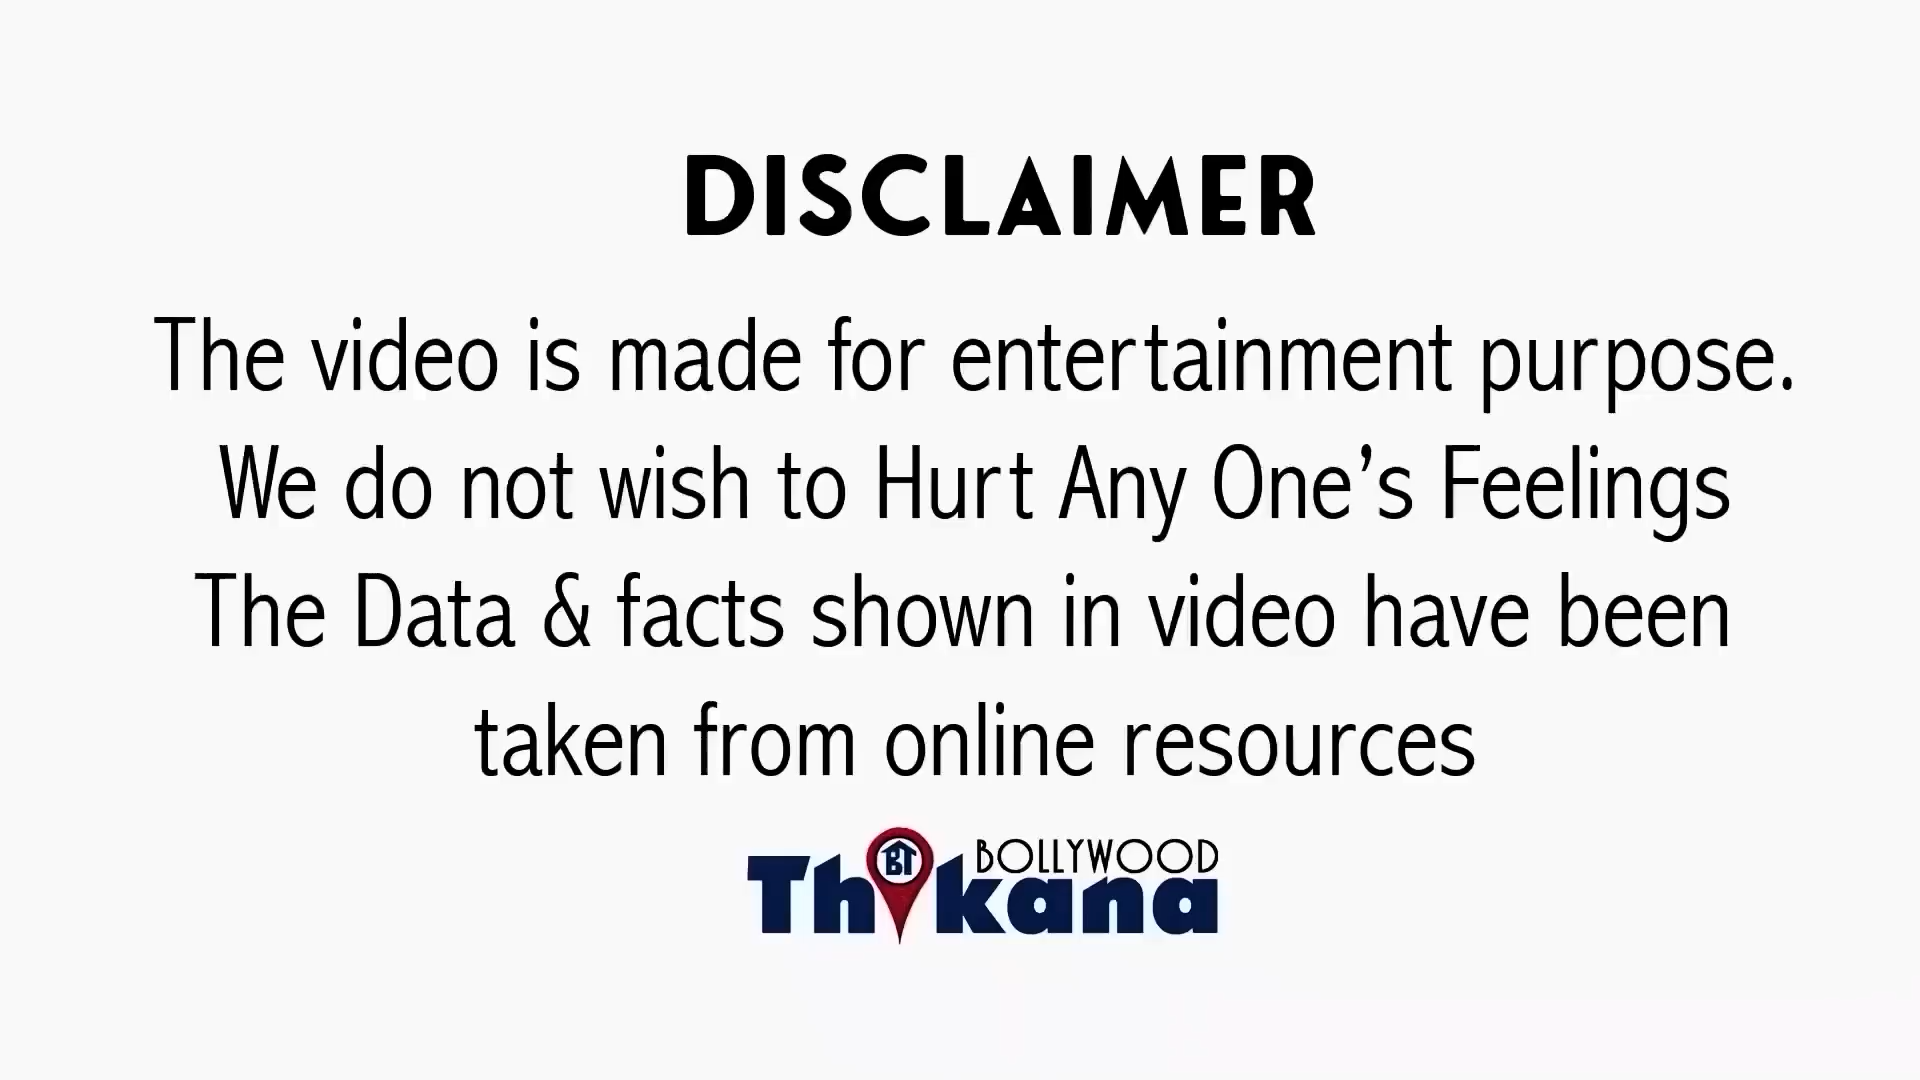 DISCLAIMER
The video is made for entertainment purpose.
We do not wish to Hurt Any One’s Feelings
The Data & facts shown in video have been
taken from online resources
BT
BOLLYWOOD
Thikana